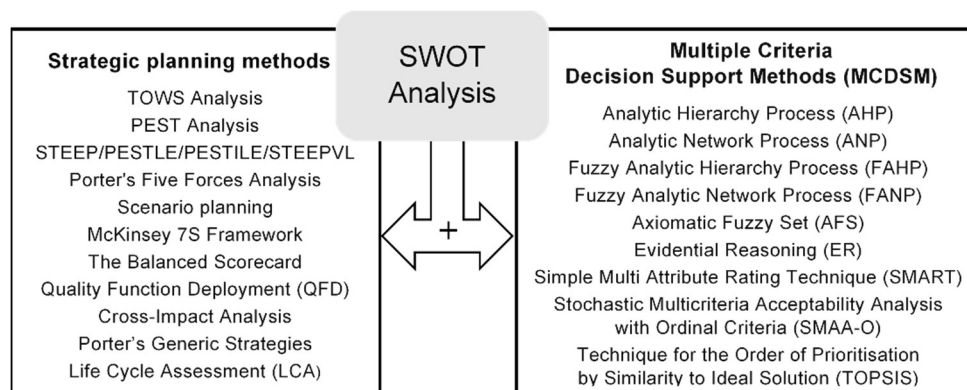 SWOT
Analysis
Strategic planning methods
TOWS Analysis
PEST Analysis
STEEP/PESTLE/PESTILE/STEEPVL
Porter's Five Forces Analysis
Scenario planning
McKinsey 7S Framework
The Balanced Scorecard
Quality Function Deployment (QFD)
Cross-Impact Analysis
Porter's Generic Strategies
Life Cycle Assessment (LCA)
+
Multiple Criteria
Decision Support Methods (MCDSM)
Analytic Hierarchy Process (AHP)
Analytic Network Process (ANP)
Fuzzy Analytic Hierarchy Process (FAHP)
Fuzzy Analytic Network Process (FANP)
Axiomatic Fuzzy Set (AFS)
Evidential Reasoning (ER)
Simple Multi Attribute Rating Technique (SMART)
Stochastic Multicriteria Acceptability Analysis
with Ordinal Criteria (SMAA-O)
Technique for the Order of Prioritisation
by Similarity to Ideal Solution (TOPSIS)